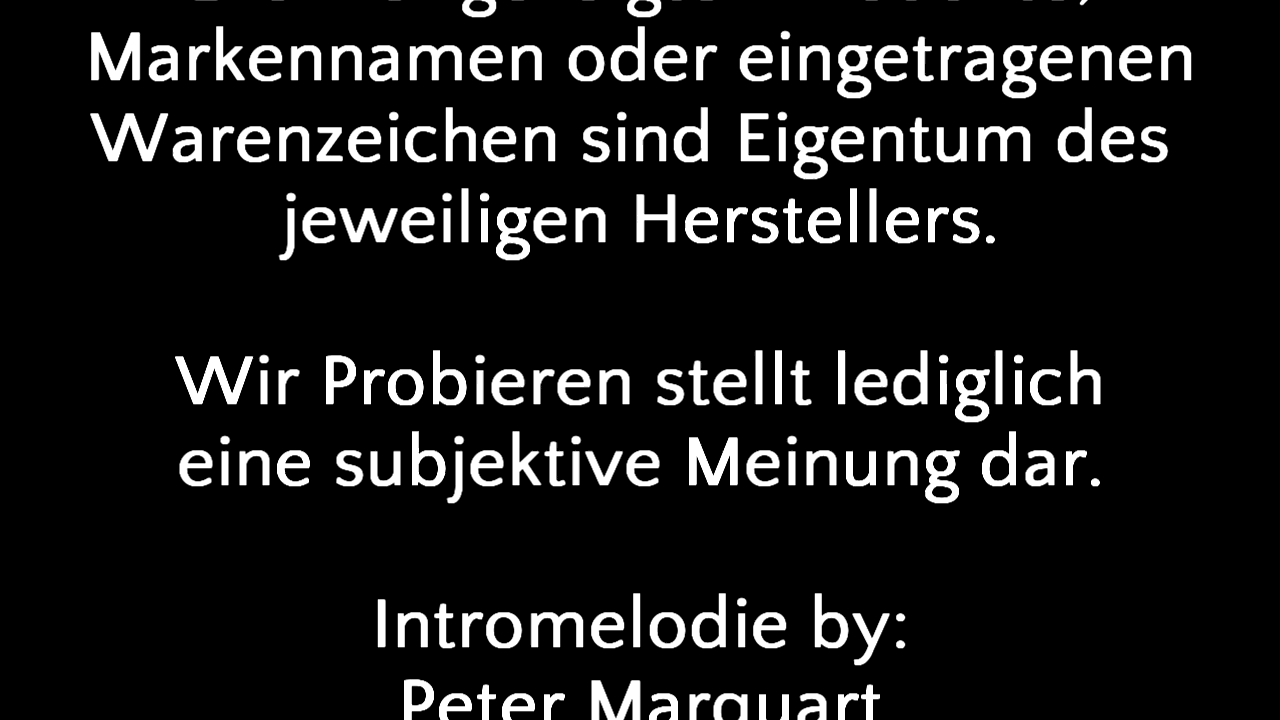 Markennamen oder eingetragenen
Warenzeichen sind Eigentum des
jeweiligen Herstellers.
Wir Probieren stellt lediglich
eine subjektive Meinung dar.
Intromelodie by:
Peter Marquart